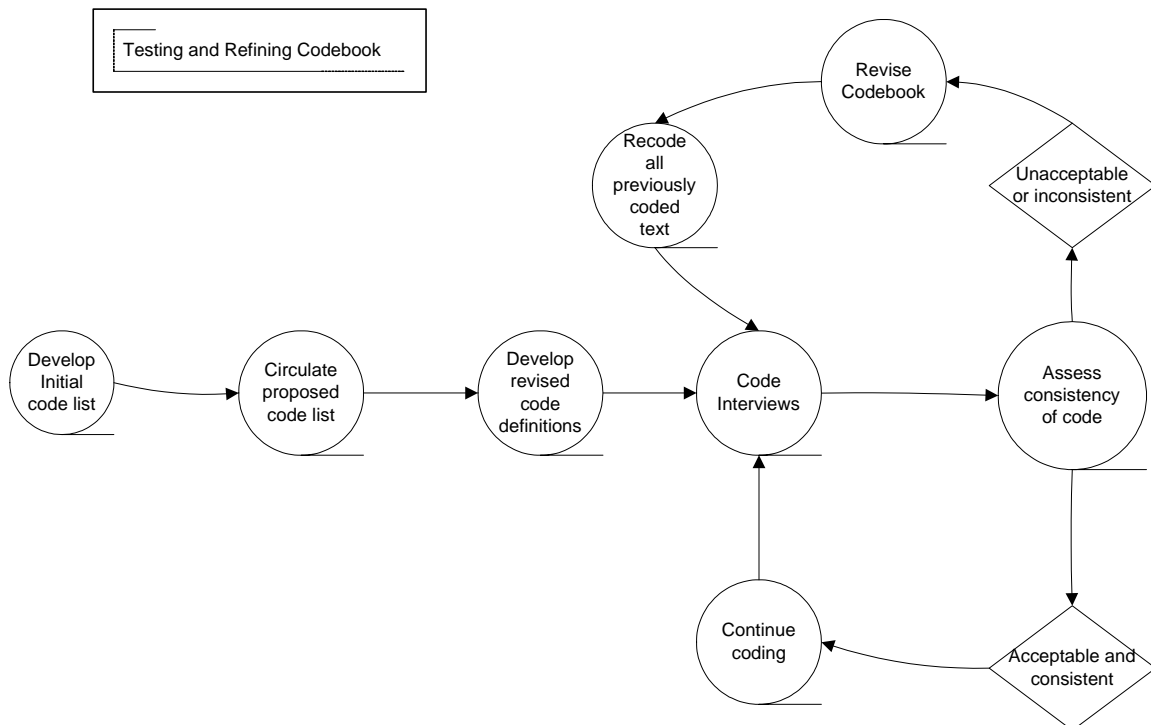 Testing and Refining Codebook
Revise
Codebook
Recode
all
previously
coded
text
Unacceptable
or inconsistent
Develop
Initial
code list
Circulate
proposed
code list
Develop
revised
code
definitions
Code
Interviews
Assess
consistency
of code
Continue
coding
Acceptable and
consistent